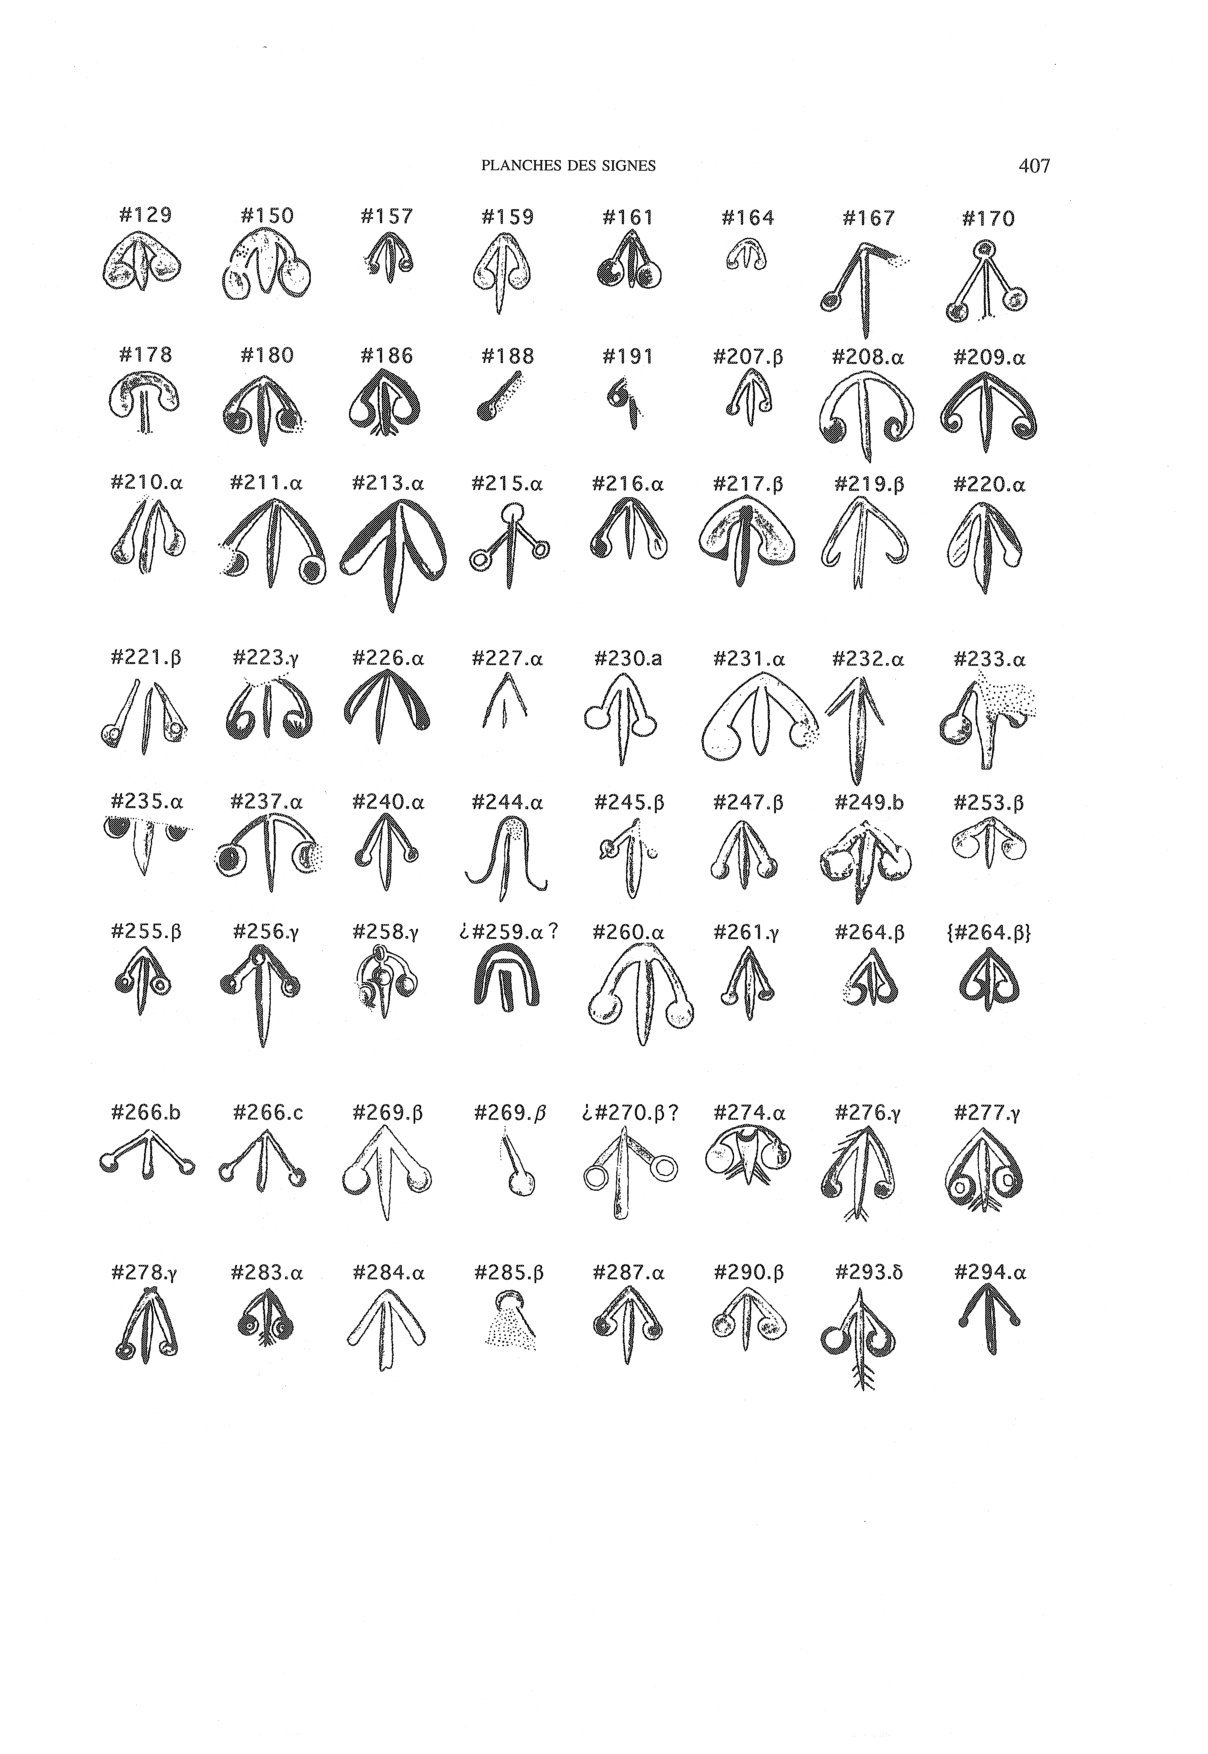 PLANCHES DES SIGNES 407
#129 #150 #157 #159 #161 #164 #167 #170
#178 #180 #186 #188 #191 #207.β #208.α #209.α
#210.α #211.α #213.α #215.α #216.α #217.β #219.β #220.α
#221.β #223.γ #226.α #227.α #230.a #231.α #232.α #233.α
#235.α #237.α #240.α #244.α #245.β #247.β #249.b #253.β
#255.β #256.γ #258.γ ¿#259.α? #260.α #261.γ #264.β {#264.β}
#266.b #266.c #269.β #269.β ¿#270.β? #274.α #276.γ #277.γ
#278.γ #283.α #284.α #285.β #287.α #290.β #293.δ #294.α